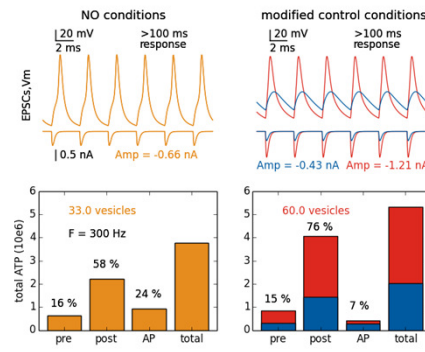 NO conditions
20 mV
2 ms
>100 ms
response
EPSCs,Vm
0.5 nA
Amp = -0.66 nA
modified control conditions
20 mV
2 ms
>100 ms
response
Amp = -0.43 nA
Amp = -1.21 nA
total ATP (10e6)
6
5
4
3
2
1
0
33.0 vesicles
F = 300 Hz
16 %
58 %
24 %
pre
post
AP
total
6
5
4
3
2
1
0
60.0 vesicles
15 %
76 %
7 %
pre
post
AP
total